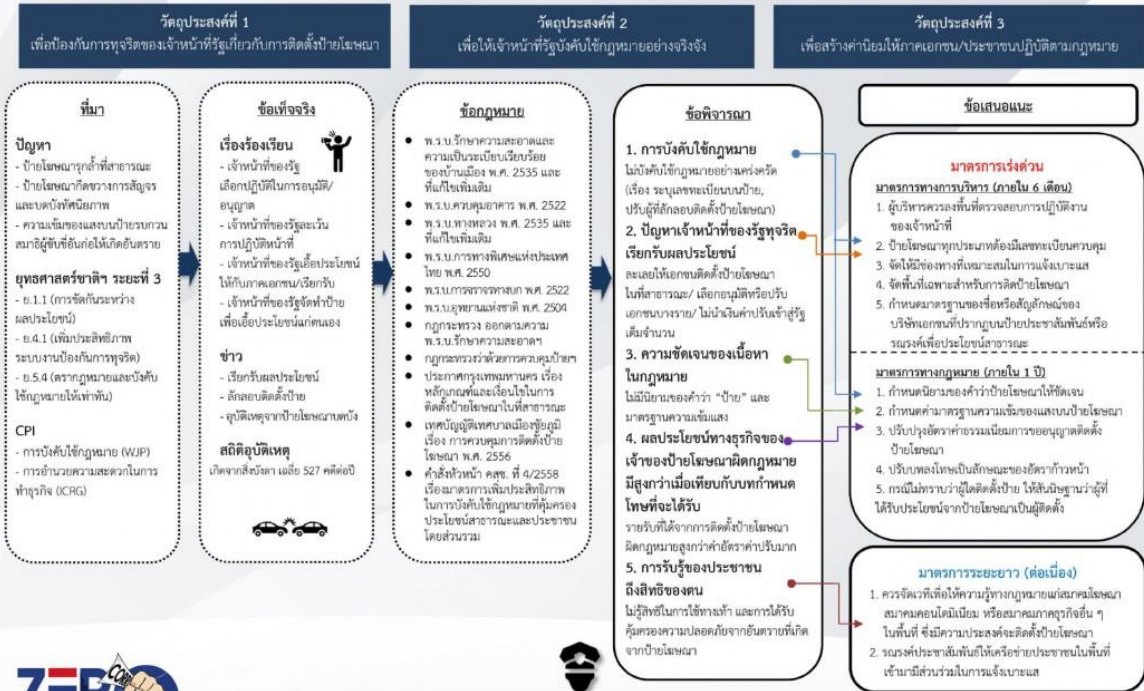 วัตถุประสงค์ที่ 1
เพื่อป้องกันการทุจริตของเจ้าหน้าที่รัฐเกี่ยวกับการติดตั้งป้ายโฆษณา
วัตถุประสงค์ที่ 2
เพื่อให้เจ้าหน้าที่รัฐบังคับใช้กฎหมายอย่างจริงจัง
วัตถุประสงค์ที่ 3
เพื่อสร้างค่านิยมให้ภาคเอกชน/ประชาชนปฏิบัติตามกฎหมาย
ที่มา
ปัญหา
- ป้ายโฆษณารุกล้ำที่สาธารณะ
- ป้ายโฆษณากีดขวางการสัญจร
และบดบังทัศนียภาพ
- ความเข้มของแสงบนป้ายรบกวน
สมาธิผู้ขับขี่อันก่อให้เกิดอันตราย
ยุทธศาสตร์ชาติฯ ระยะที่ 3
- ย.1.1 (การขัดกันระหว่าง
ผลประโยชน์)
- ย.4.1 (เพิ่มประสิทธิภาพ
ระบบงานป้องกันการทุจริต)
- ย.5.4 (ตรากฎหมายและบังคับ
ใช้กฎหมายให้เท่าทัน)
CPI
- การบังคับใช้กฎหมาย (WJP)
- การอำนวยความสะดวกในการ
ทำธุรกิจ (ICRG)
ข้อเท็จจริง
เรื่องร้องเรียน
- เจ้าหน้าที่ของรัฐ
เลือกปฏิบัติในการอนุมัติ/
อนุญาต
- เจ้าหน้าที่ของรัฐละเว้น
การปฏิบัติหน้าที่
- เจ้าหน้าที่ของรัฐเอื้อประโยชน์
ให้กับภาคเอกชน/เรียกรับ
- เจ้าหน้าที่ของรัฐจัดทำป้าย
เพื่อเอื้อประโยชน์แก่ตนเอง
ข่าว
- เรียกรับผลประโยชน์
- ลักลอบติดตั้งป้าย
- อุบัติเหตุจากป้ายโฆษณาบดบัง
สถิติอุบัติเหตุ
เกิดจากสิ่งบังตา เฉลี่ย 527 คดีต่อปี
ข้อกฎหมาย
● พ.ร.บ.รักษาความสะอาดและ
ความเป็นระเบียบเรียบร้อย
ของบ้านเมือง พ.ศ. 2535 และ
ที่แก้ไขเพิ่มเติม
● พ.ร.บ.ควบคุมอาคาร พ.ศ. 2522
● พ.ร.บ.ทางหลวง พ.ศ. 2535 และ
ที่แก้ไขเพิ่มเติม
● พ.ร.บ.การทางพิเศษแห่งประเทศ
ไทย พ.ศ. 2550
● พ.ร.บ.การจราจรทางบก พ.ศ. 2522
● พ.ร.บ.อุทยานแห่งชาติ พ.ศ. 2504
● กฎกระทรวง ออกตามความ
พ.ร.บ.รักษาความสะอาดฯ
● กฎกระทรวงว่าด้วยการควบคุมป้ายฯ
● ประกาศกรุงเทพมหานคร เรื่อง
หลักเกณฑ์และเงื่อนไขในการ
ติดตั้งป้ายโฆษณาในที่สาธารณะ
● เทศบัญญัติเทศบาลเมืองชัยภูมิ
เรื่อง การควบคุมการติดตั้งป้าย
โฆษณา พ.ศ. 2556
● คำสั่งหัวหน้า คสช. ที่ 4/2558
เรื่องมาตรการเพิ่มประสิทธิภาพ
ในการบังคับใช้กฎหมายที่คุ้มครอง
ประโยชน์สาธารณะและประชาชน
โดยส่วนรวม
ข้อพิจารณา
1. การบังคับใช้กฎหมาย
ไม่บังคับใช้กฎหมายอย่างเคร่งครัด
(เรื่อง ระบุเลขทะเบียนบนป้าย,
ปรับผู้ที่ลักลอบติดตั้งป้ายโฆษณา)
2. ปัญหาเจ้าหน้าที่ของรัฐทุจริต
เรียกรับผลประโยชน์
ละเลยให้เอกชนติดตั้งป้ายโฆษณา
ในที่สาธารณะ/ เลือกอนุมัติหรือปรับ
เอกชนบางราย/ ไม่นำเงินค่าปรับเข้าสู่รัฐ
เต็มจำนวน
3. ความชัดเจนของเนื้อหา
ในกฎหมาย
ไม่มีนิยามของคำว่า “ป้าย” และ
มาตรฐานความเข้มแสง
4. ผลประโยชน์ทางธุรกิจของ
เจ้าของป้ายโฆษณาผิดกฎหมาย
มีสูงกว่าเมื่อเทียบกับบทกำหนด
โทษที่จะได้รับ
รายรับที่ได้จากการติดตั้งป้ายโฆษณา
ผิดกฎหมายสูงกว่าค่าอัตราค่าปรับมาก
5. การรับรู้ของประชาชน
ถึงสิทธิของตน
ไม่รู้สิทธิในการใช้ทางเท้า และการได้รับ
คุ้มครองความปลอดภัยจากอันตรายที่เกิด
จากป้ายโฆษณา
ข้อเสนอแนะ
มาตรการเร่งด่วน
มาตรการทางการบริหาร (ภายใน 6 เดือน)
1. ผู้บริหารควรลงพื้นที่ตรวจสอบการปฏิบัติงาน
ของเจ้าหน้าที่
2. ป้ายโฆษณาทุกประเภทต้องมีเลขทะเบียนควบคุม
3. จัดให้มีช่องทางที่เหมาะสมในการแจ้งเบาะแส
4. จัดพื้นที่เฉพาะสำหรับการติดป้ายโฆษณา
5. กำหนดมาตรฐานของชื่อหรือสัญลักษณ์ของ
บริษัทเอกชนที่ปรากฏบนป้ายประชาสัมพันธ์หรือ
รณรงค์เพื่อประโยชน์สาธารณะ
มาตรการทางกฎหมาย (ภายใน 1 ปี)
1. กำหนดนิยามของคำว่าป้ายโฆษณาให้ชัดเจน
2. กำหนดค่ามาตรฐานความเข้มของแสงบนป้ายโฆษณา
3. ปรับปรุงอัตราค่าธรรมเนียมการขออนุญาตติดตั้ง
ป้ายโฆษณา
4. ปรับบทลงโทษเป็นลักษณะของอัตราก้าวหน้า
5. กรณีไม่ทราบว่าผู้ใดติดตั้งป้าย ให้สันนิษฐานว่าผู้ที่
ได้รับประโยชน์จากป้ายโฆษณาเป็นผู้ติดตั้ง
มาตรการระยะยาว (ต่อเนื่อง)
1. ควรจัดเวทีเพื่อให้ความรู้ทางกฎหมายแก่สมาคมโฆษณา
สมาคมคอนโดมิเนียม หรือสมาคมภาคธุรกิจอื่น ๆ
ในพื้นที่ ซึ่งมีความประสงค์จะติดตั้งป้ายโฆษณา
2. รณรงค์ประชาสัมพันธ์ให้เครือข่ายประชาชนในพื้นที่
เข้ามามีส่วนร่วมในการแจ้งเบาะแส